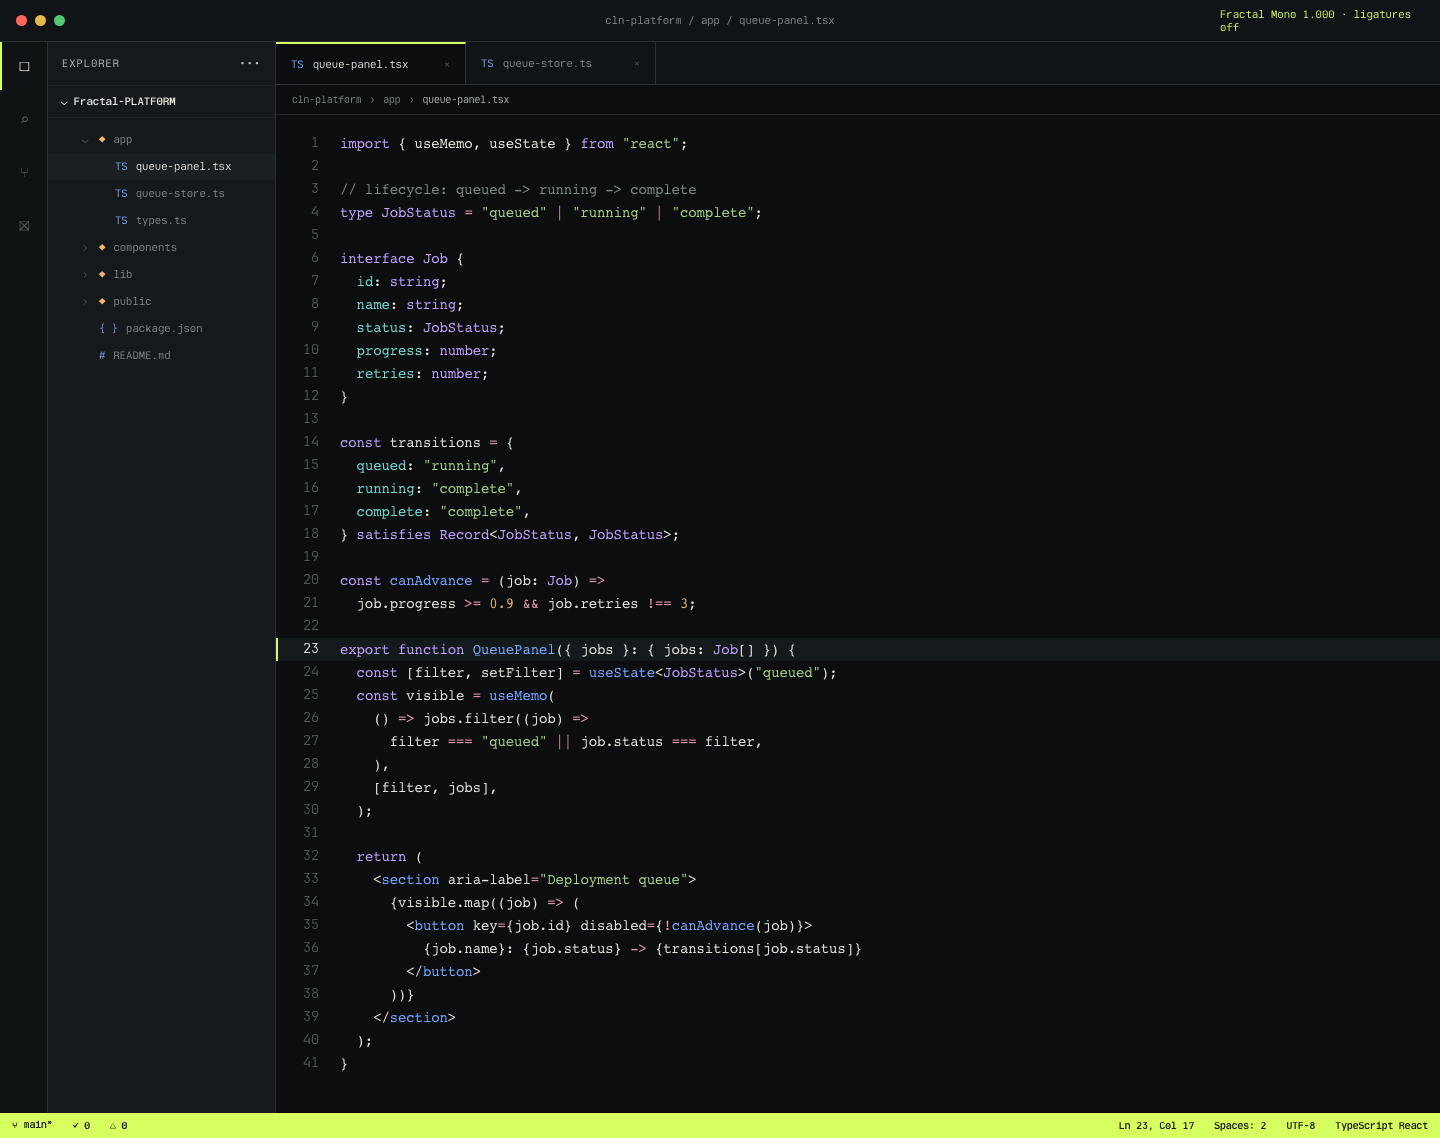 cln-platform / app / queue-panel.tsx
Fractal Mono 1.000 · ligatures
off
EXPLORER ···
Fractal-PLATFORM
app
TS queue-panel.tsx
TS queue-store.ts
TS types.ts
components
lib
public
{ } package.json
# README.md
TS queue-panel.tsx ×
TS queue-store.ts ×
cln-platform › app › queue-panel.tsx
1 import { useMemo, useState } from "react";
2
3 // lifecycle: queued -> running -> complete
4 type JobStatus = "queued" | "running" | "complete";
5
6 interface Job {
7   id: string;
8   name: string;
9   status: JobStatus;
10   progress: number;
11   retries: number;
12 }
13
14 const transitions = {
15   queued: "running",
16   running: "complete",
17   complete: "complete",
18 } satisfies Record<JobStatus, JobStatus>;
19
20 const canAdvance = (job: Job) =>
21   job.progress >= 0.9 && job.retries !== 3;
22
23 export function QueuePanel({ jobs }: { jobs: Job[] }) {
24   const [filter, setFilter] = useState<JobStatus>("queued");
25   const visible = useMemo(
26     () => jobs.filter((job) =>
27       filter === "queued" || job.status === filter,
28     ),
29     [filter, jobs],
30   );
31
32   return (
33     <section aria-label="Deployment queue">
34       {visible.map((job) => (
35         <button key={job.id} disabled={!canAdvance(job)}>
36           {job.name}: {job.status} -> {transitions[job.status]}
37         </button>
38       ))}
39     </section>
40   );
41 }
main* ✓ 0 △ 0
Ln 23, Col 17 Spaces: 2 UTF-8 TypeScript React